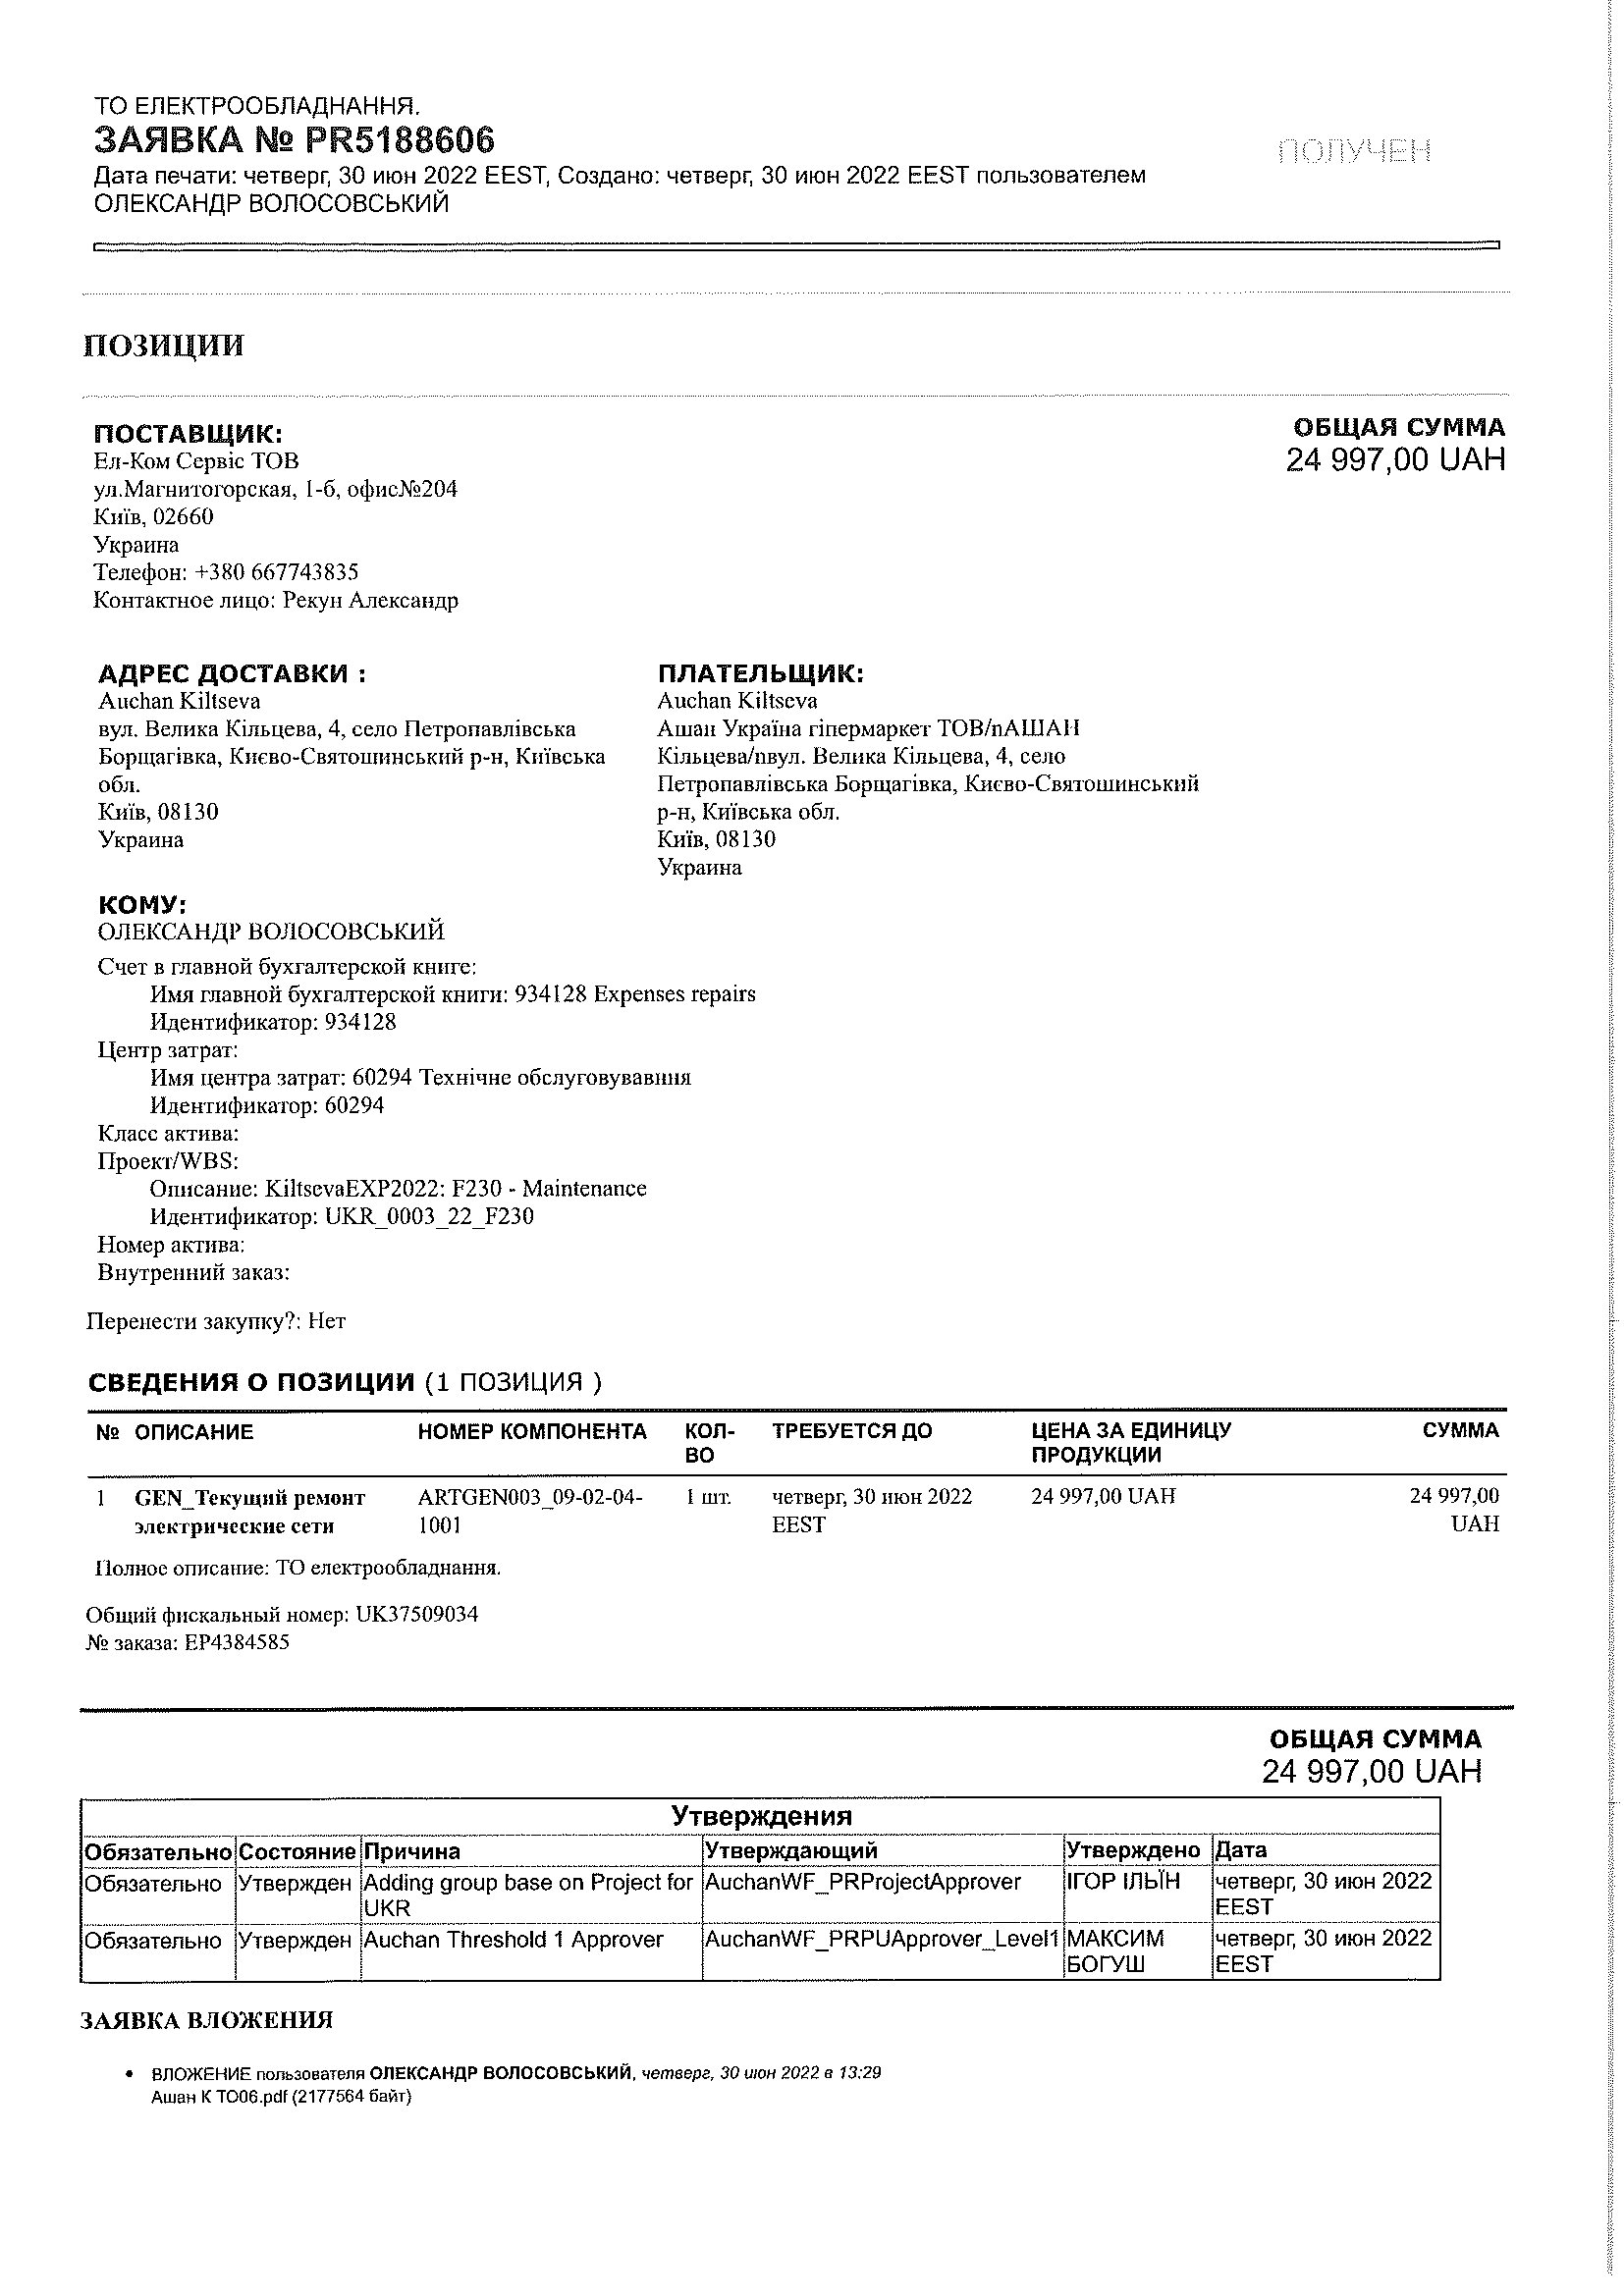 ТО ЕЛЕКТРООБЛАДНАННЯ.
ЗАЯВКА № PR5188606
ПОЛУЧЕН
Дата печати: четверг, 30 июн 2022 EEST, Создано: четверг, 30 июн 2022 EEST пользователем
ОЛЕКСАНДР ВОЛОСОВСЬКИЙ
ПОЗИЦИИ
ПОСТАВЩИК:
Ел-Ком Сервіс ТОВ
ул.Магнитогорская, 1-б, офис№204
Київ, 02660
Украина
Телефон: +380 667743835
Контактное лицо: Рекун Александр
ОБЩАЯ СУММА
24 997,00 UAH
АДРЕС ДОСТАВКИ :
Auchan Kiltseva
вул. Велика Кільцева, 4, село Петропавлівська
Борщагівка, Києво-Святошинський р-н, Київська
обл.
Київ, 08130
Украина
ПЛАТЕЛЬЩИК:
Auchan Kiltseva
Ашан Україна гіпермаркет ТОВ/nАШАН
Кільцева/nвул. Велика Кільцева, 4, село
Петропавлівська Борщагівка, Києво-Святошинський
р-н, Київська обл.
Київ, 08130
Украина
КОМУ:
ОЛЕКСАНДР ВОЛОСОВСЬКИЙ
Счет в главной бухгалтерской книге:
Имя главной бухгалтерской книги: 934128 Expenses repairs
Идентификатор: 934128
Центр затрат:
Имя центра затрат: 60294 Технічне обслуговування
Идентификатор: 60294
Класс актива:
Проект/WBS:
Описание: KiltsevaEXP2022: F230 - Maintenance
Идентификатор: UKR_0003_22_F230
Номер актива:
Внутренний заказ:
Перенести закупку?: Нет
СВЕДЕНИЯ О ПОЗИЦИИ (1 ПОЗИЦИЯ )
№ ОПИСАНИЕ НОМЕР КОМПОНЕНТА КОЛ- ТРЕБУЕТСЯ ДО ЦЕНА ЗА ЕДИНИЦУ СУММА
ВО ПРОДУКЦИИ
1 GEN_Текущий ремонт ARTGEN003_09-02-04- 1 шт. четверг, 30 июн 2022 24 997,00 UAH 24 997,00
электрические сети 1001 EEST UAH
Полное описание: ТО електрообладнання.
Общий фискальный номер: UK37509034
№ заказа: EP4384585
ОБЩАЯ СУММА
24 997,00 UAH
Утверждения
Обязательно Состояние Причина Утверждающий Утверждено Дата
Обязательно Утвержден Adding group base on Project for AuchanWF_PRProjectApprover ІГОР ІЛЬЇН четверг, 30 июн 2022
UKR EEST
Обязательно Утвержден Auchan Threshold 1 Approver AuchanWF_PRPUApprover_Level1 МАКСИМ четверг, 30 июн 2022
БОГУШ EEST
ЗАЯВКА ВЛОЖЕНИЯ
• ВЛОЖЕНИЕ пользователя ОЛЕКСАНДР ВОЛОСОВСЬКИЙ, четверг, 30 июн 2022 в 13:29
Ашан К ТО06.pdf (2177564 байт)